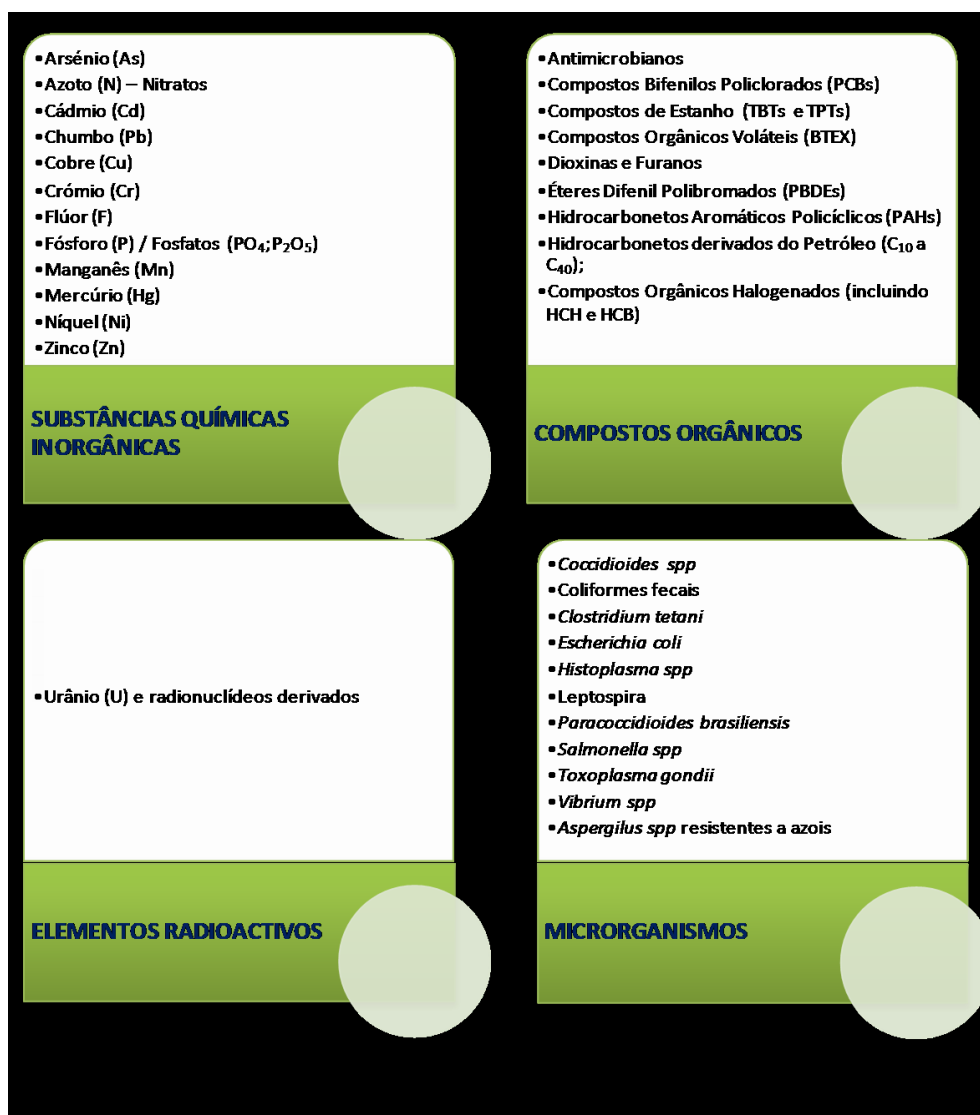 •Arsénio (As)
•Azoto (N) – Nitratos
•Cádmio (Cd)
•Chumbo (Pb)
•Cobre (Cu)
•Crómio (Cr)
•Flúor (F)
•Fósforo (P) / Fosfatos (PO₄;P₂O₅)
•Manganês (Mn)
•Mercúrio (Hg)
•Níquel (Ni)
•Zinco (Zn)
SUBSTÂNCIAS QUÍMICAS
INORGÂNICAS
•Antimicrobianos
•Compostos Bifenilos Policlorados (PCBs)
•Compostos de Estanho (TBTs e TPTs)
•Compostos Orgânicos Voláteis (BTEX)
•Dioxinas e Furanos
•Éteres Difenil Polibromados (PBDEs)
•Hidrocarbonetos Aromáticos Policíclicos (PAHs)
•Hidrocarbonetos derivados do Petróleo (C₁₀ a
C₄₀);
•Compostos Orgânicos Halogenados (incluindo
HCH e HCB)
COMPOSTOS ORGÂNICOS
•Urânio (U) e radionuclídeos derivados
ELEMENTOS RADIOACTIVOS
•Coccidioides spp
•Coliformes fecais
•Clostridium tetani
•Escherichia coli
•Histoplasma spp
•Leptospira
•Paracoccidioides brasiliensis
•Salmonella spp
•Toxoplasma gondii
•Vibrium spp
•Aspergilus spp resistentes a azois
MICRORGANISMOS